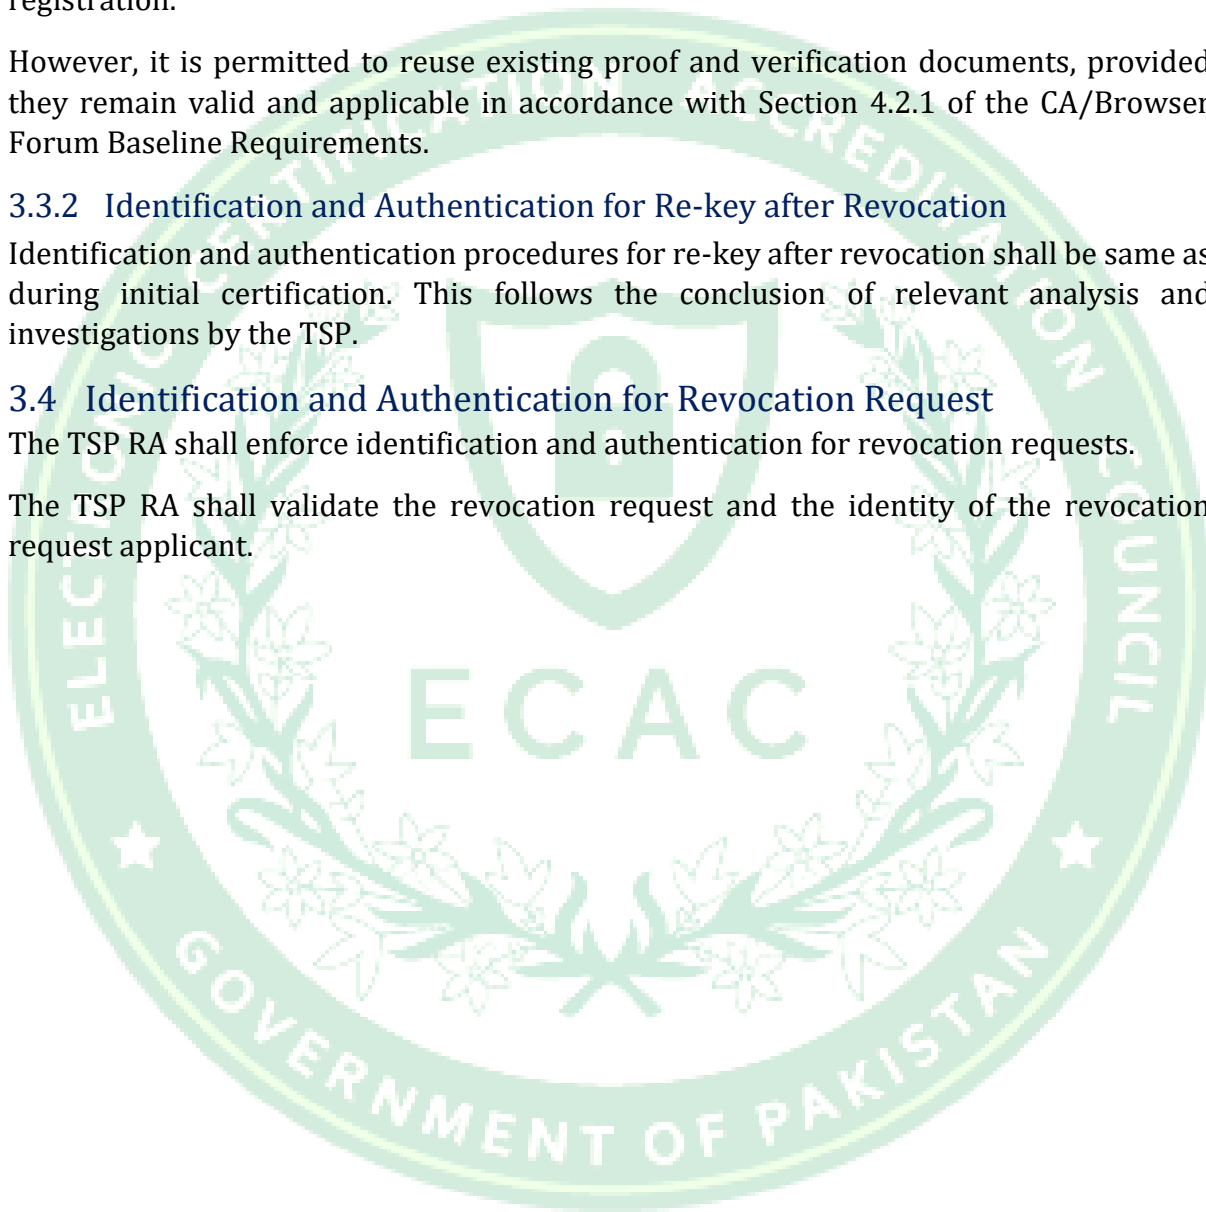 registration.
However, it is permitted to reuse existing proof and verification documents, provided
they remain valid and applicable in accordance with Section 4.2.1 of the CA/Browser
Forum Baseline Requirements.
3.3.2 Identification and Authentication for Re-key after Revocation
Identification and authentication procedures for re-key after revocation shall be same as
during initial certification. This follows the conclusion of relevant analysis and
investigations by the TSP.
3.4 Identification and Authentication for Revocation Request
The TSP RA shall enforce identification and authentication for revocation requests.
The TSP RA shall validate the revocation request and the identity of the revocation
request applicant.
ELECTRONIC CERTIFICATION ACCREDITATION COUNCIL
ECAC
GOVERNMENT OF PAKISTAN